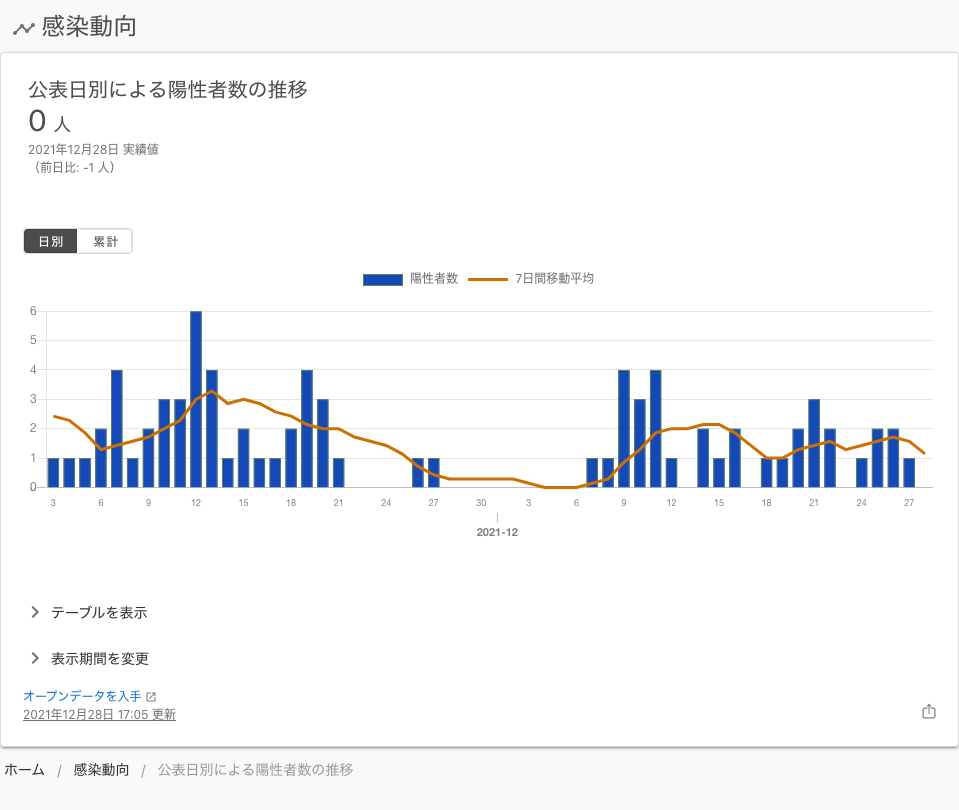 感染動向
公表日別による陽性者数の推移
0 人
2021年12月28日 実績値
（前日比: -1 人）
日別 累計
陽性者数 7日間移動平均
6
5
4
3
2
1
0
3 6 9 12 15 18 21 24 27 30 3 6 9 12 15 18 21 24 27
2021-12
テーブルを表示
表示期間を変更
オープンデータを入手
2021年12月28日 17:05 更新
ホーム / 感染動向 / 公表日別による陽性者数の推移